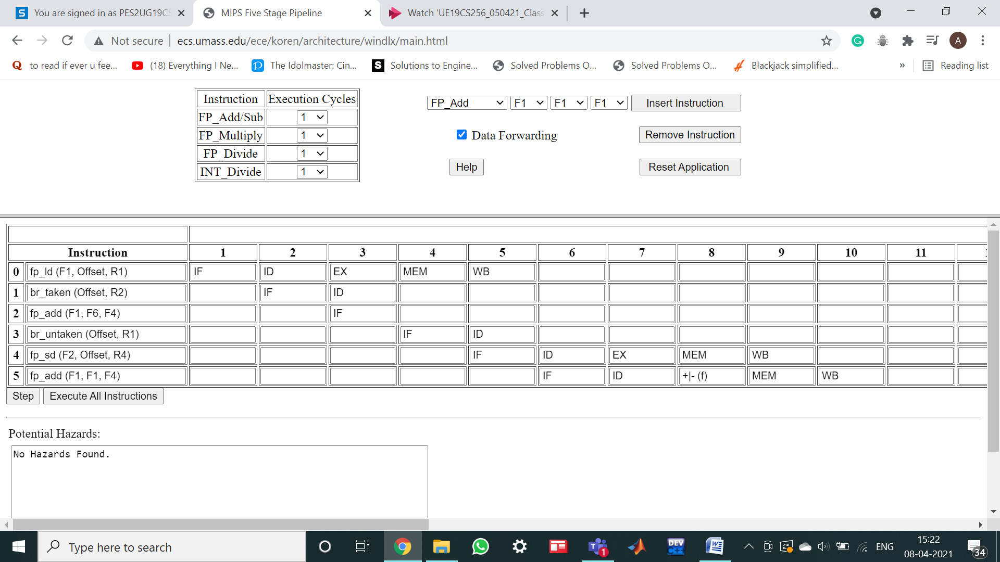 You are signed in as PES2UG19CS
MIPS Five Stage Pipeline
Watch 'UE19CS256_050421_Class
Not secure
ecs.umass.edu/ece/koren/architecture/windlx/main.html
G
A
Q to read if ever u fee...
(18) Everything I Ne...
The Idolmaster: Cin...
S Solutions to Engine...
Solved Problems O...
Solved Problems O...
Blackjack simplified...
»
Reading list
Instruction Execution Cycles
FP_Add/Sub 1
FP_Multiply 1
FP_Divide 1
INT_Divide 1
FP_Add F1 F1 F1 Insert Instruction
Data Forwarding Remove Instruction
Help Reset Application
Instruction 1 2 3 4 5 6 7 8 9 10 11
0 fp_ld (F1, Offset, R1) IF ID EX MEM WB
1 br_taken (Offset, R2) IF ID
2 fp_add (F1, F6, F4) IF
3 br_untaken (Offset, R1) IF ID
4 fp_sd (F2, Offset, R4) IF ID EX MEM WB
5 fp_add (F1, F1, F4) IF ID +|- (f) MEM WB
Step Execute All Instructions
Potential Hazards:
No Hazards Found.
Type here to search
T 1
DEV C++
W
ENG
15:22
08-04-2021
34